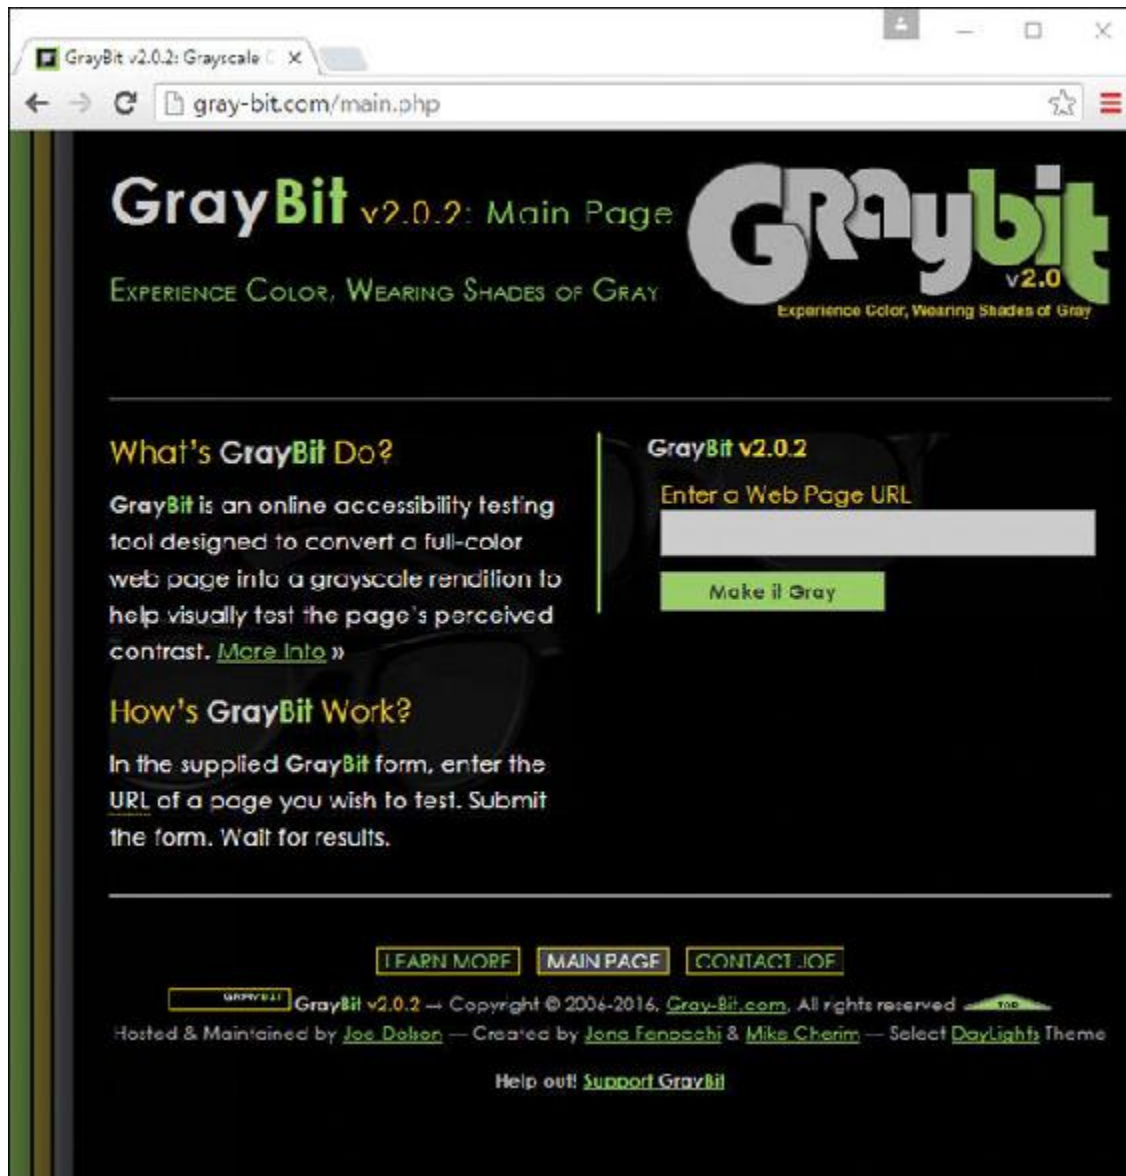 GrayBit v2.0.2: Grayscale C
gray-bit.com/main.php
GrayBit v2.0.2: Main Page
Experience Color, Wearing Shades of Gray
GRaybit
v2.0
Experience Color, Wearing Shades of Gray
What's GrayBit Do?
GrayBit is an online accessibility testing
tool designed to convert a full-color
web page into a grayscale rendition to
help visually test the page's perceived
contrast. More Info »
How's GrayBit Work?
In the supplied GrayBit form, enter the
URL of a page you wish to test. Submit
the form. Wait for results.
GrayBit v2.0.2
Enter a Web Page URL
Make it Gray
LEARN MORE MAIN PAGE CONTACT JOE
GRAYBIT GrayBit v2.0.2 — Copyright © 2006-2016, Gray-Bit.com, All rights reserved TOP
Hosted & Maintained by Joe Dolson — Created by Jona Fenocchi & Mike Cherim — Select DayLights Theme
Help out! Support GrayBit